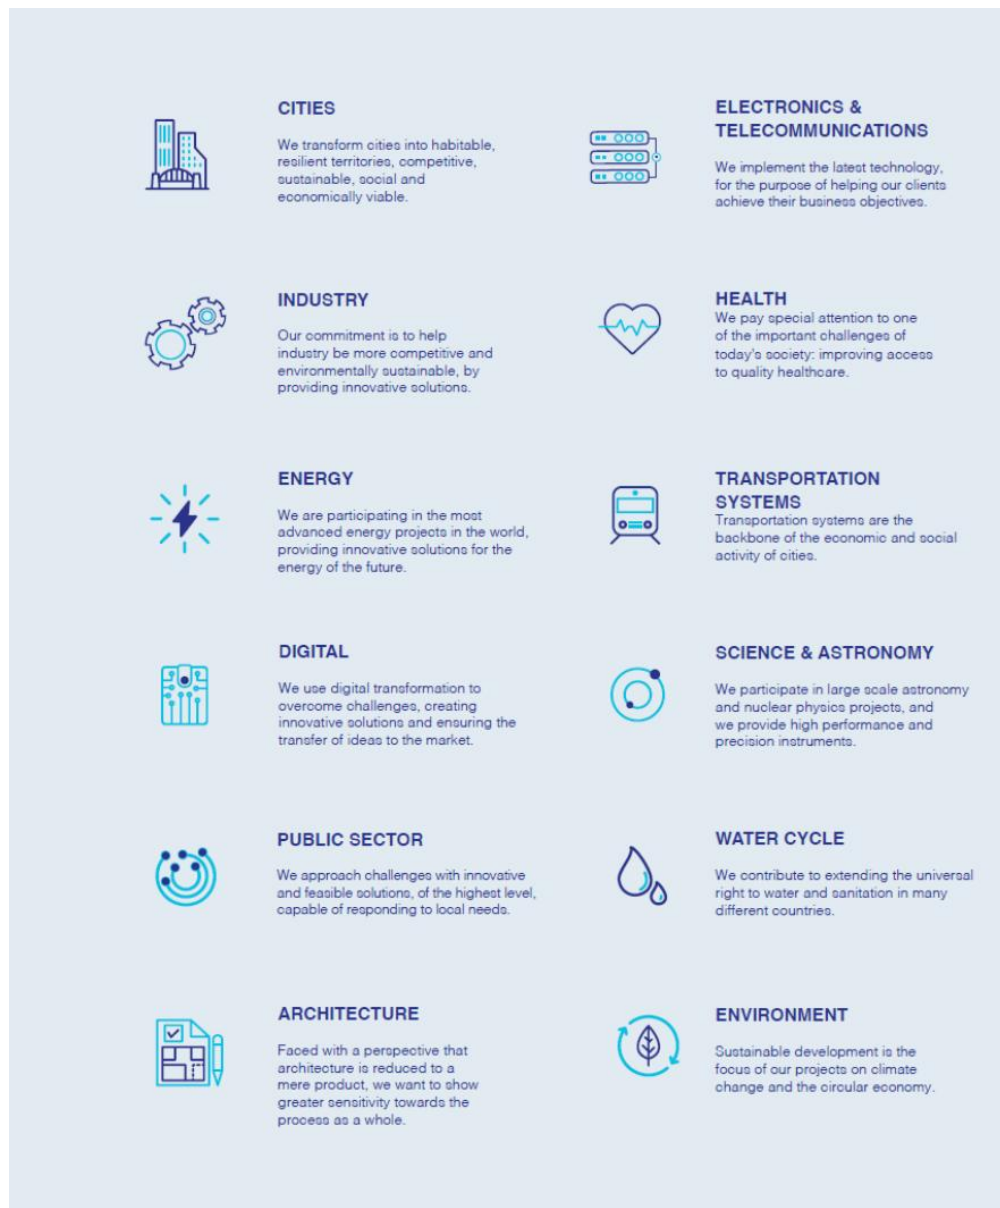 CITIES
We transform cities into habitable,
resilient territories, competitive,
sustainable, social and
economically viable.
ELECTRONICS &
TELECOMMUNICATIONS
We implement the latest technology,
for the purpose of helping our clients
achieve their business objectives.
INDUSTRY
Our commitment is to help
industry be more competitive and
environmentally sustainable, by
providing innovative solutions.
HEALTH
We pay special attention to one
of the important challenges of
today's society: improving access
to quality healthcare.
ENERGY
We are participating in the most
advanced energy projects in the world,
providing innovative solutions for the
energy of the future.
TRANSPORTATION
SYSTEMS
Transportation systems are the
backbone of the economic and social
activity of cities.
DIGITAL
We use digital transformation to
overcome challenges, creating
innovative solutions and ensuring the
transfer of ideas to the market.
SCIENCE & ASTRONOMY
We participate in large scale astronomy
and nuclear physics projects, and
we provide high performance and
precision instruments.
PUBLIC SECTOR
We approach challenges with innovative
and feasible solutions, of the highest level,
capable of responding to local needs.
WATER CYCLE
We contribute to extending the universal
right to water and sanitation in many
different countries.
ARCHITECTURE
Faced with a perspective that
architecture is reduced to a
mere product, we want to show
greater sensitivity towards the
process as a whole.
ENVIRONMENT
Sustainable development is the
focus of our projects on climate
change and the circular economy.